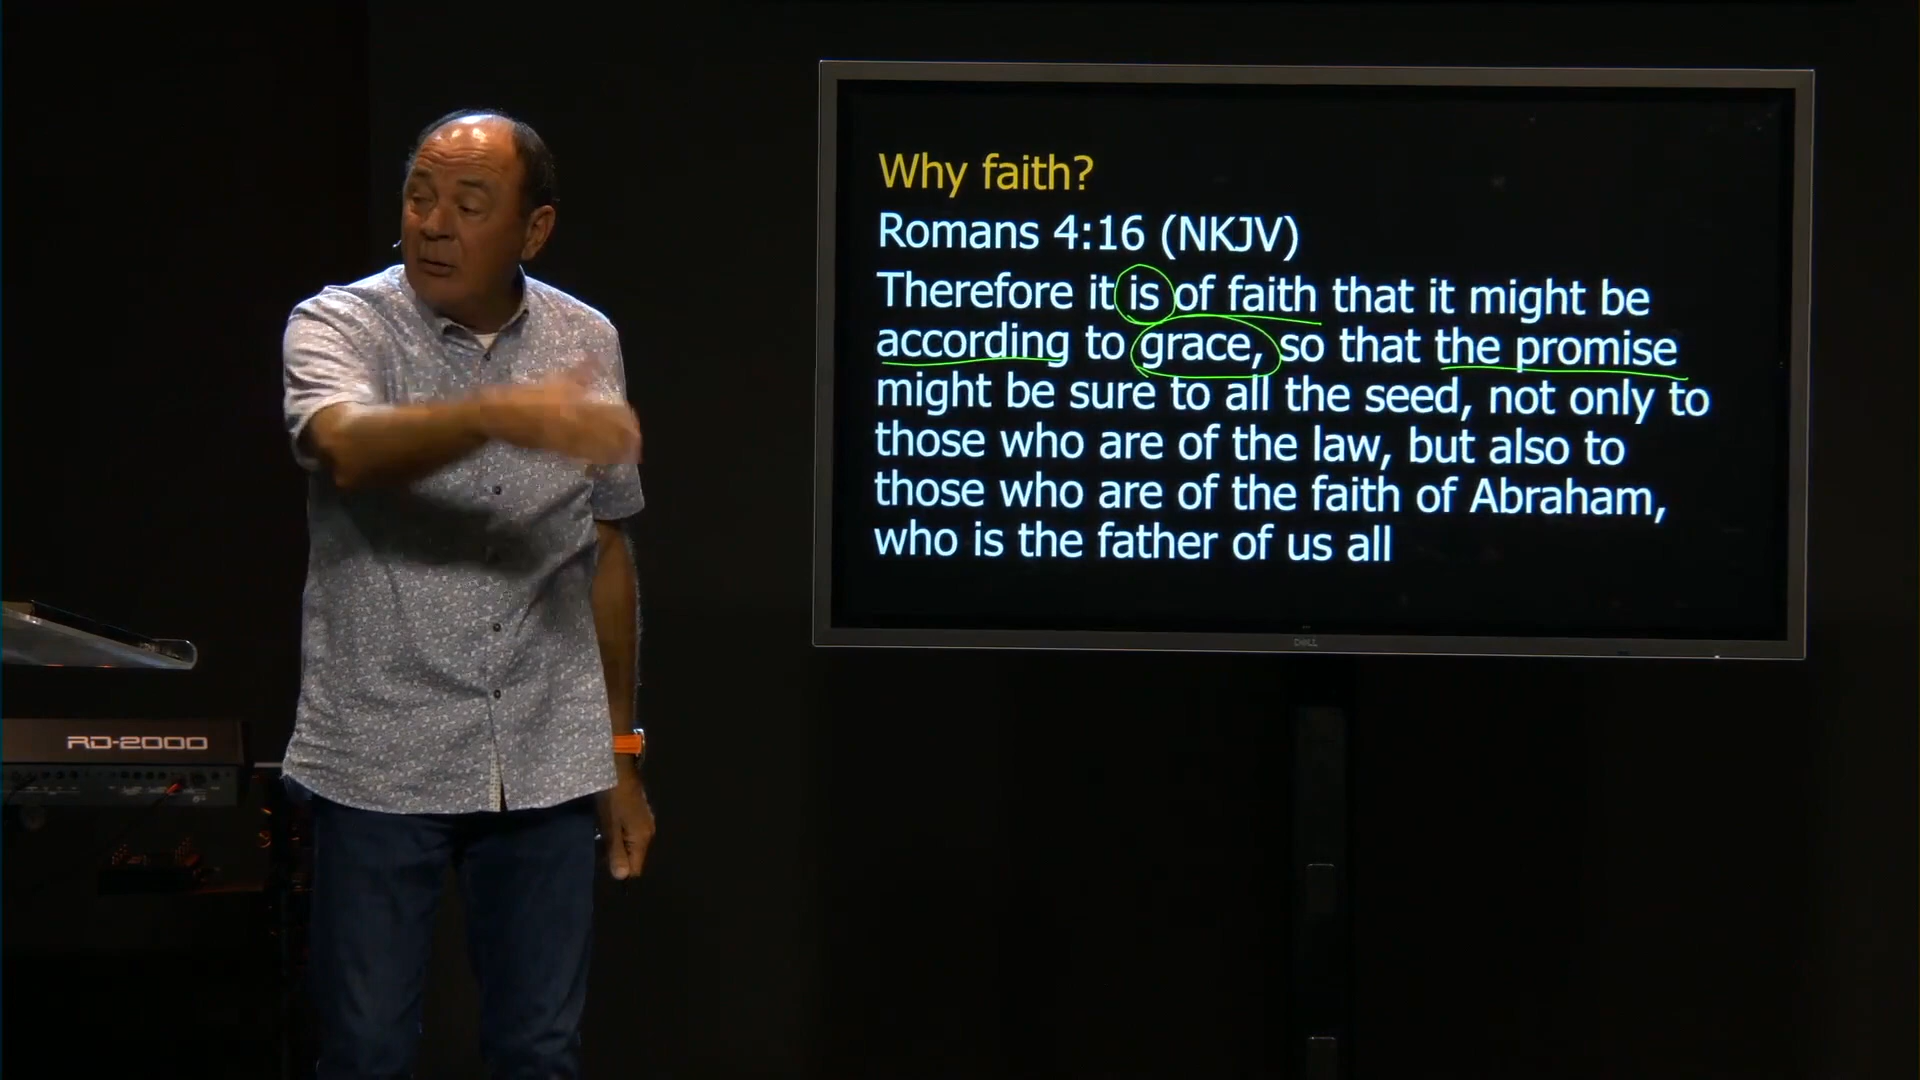 Why faith?
Romans 4:16 (NKJV)
Therefore it is of faith that it might be
according to grace, so that the promise
might be sure to all the seed, not only to
those who are of the law, but also to
those who are of the faith of Abraham,
who is the father of us all
DELL
RD-2000